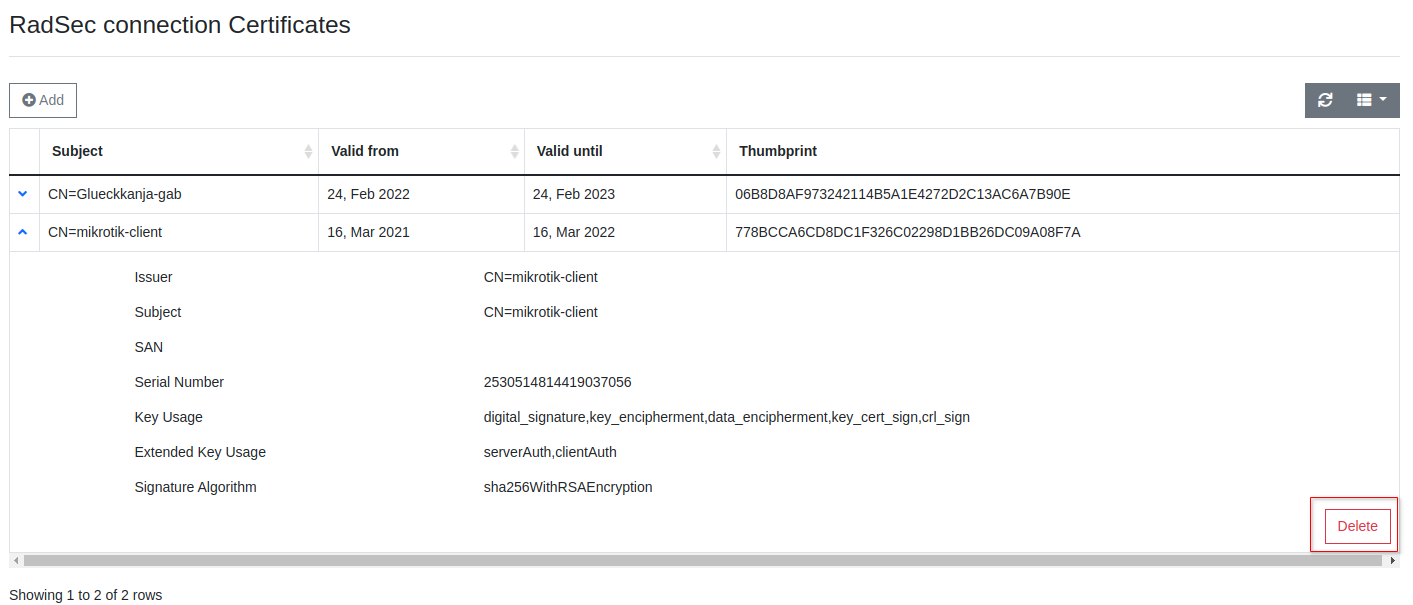 RadSec connection Certificates
Add
Subject Valid from Valid until Thumbprint
CN=Glueckkanja-gab 24, Feb 2022 24, Feb 2023 06B8D8AF973242114B5A1E4272D2C13AC6A7B90E
CN=mikrotik-client 16, Mar 2021 16, Mar 2022 778BCCA6CD8DC1F326C02298D1BB26DC09A08F7A
Issuer CN=mikrotik-client
Subject CN=mikrotik-client
SAN
Serial Number 2530514814419037056
Key Usage digital_signature,key_encipherment,data_encipherment,key_cert_sign,crl_sign
Extended Key Usage serverAuth,clientAuth
Signature Algorithm sha256WithRSAEncryption
Delete
Showing 1 to 2 of 2 rows